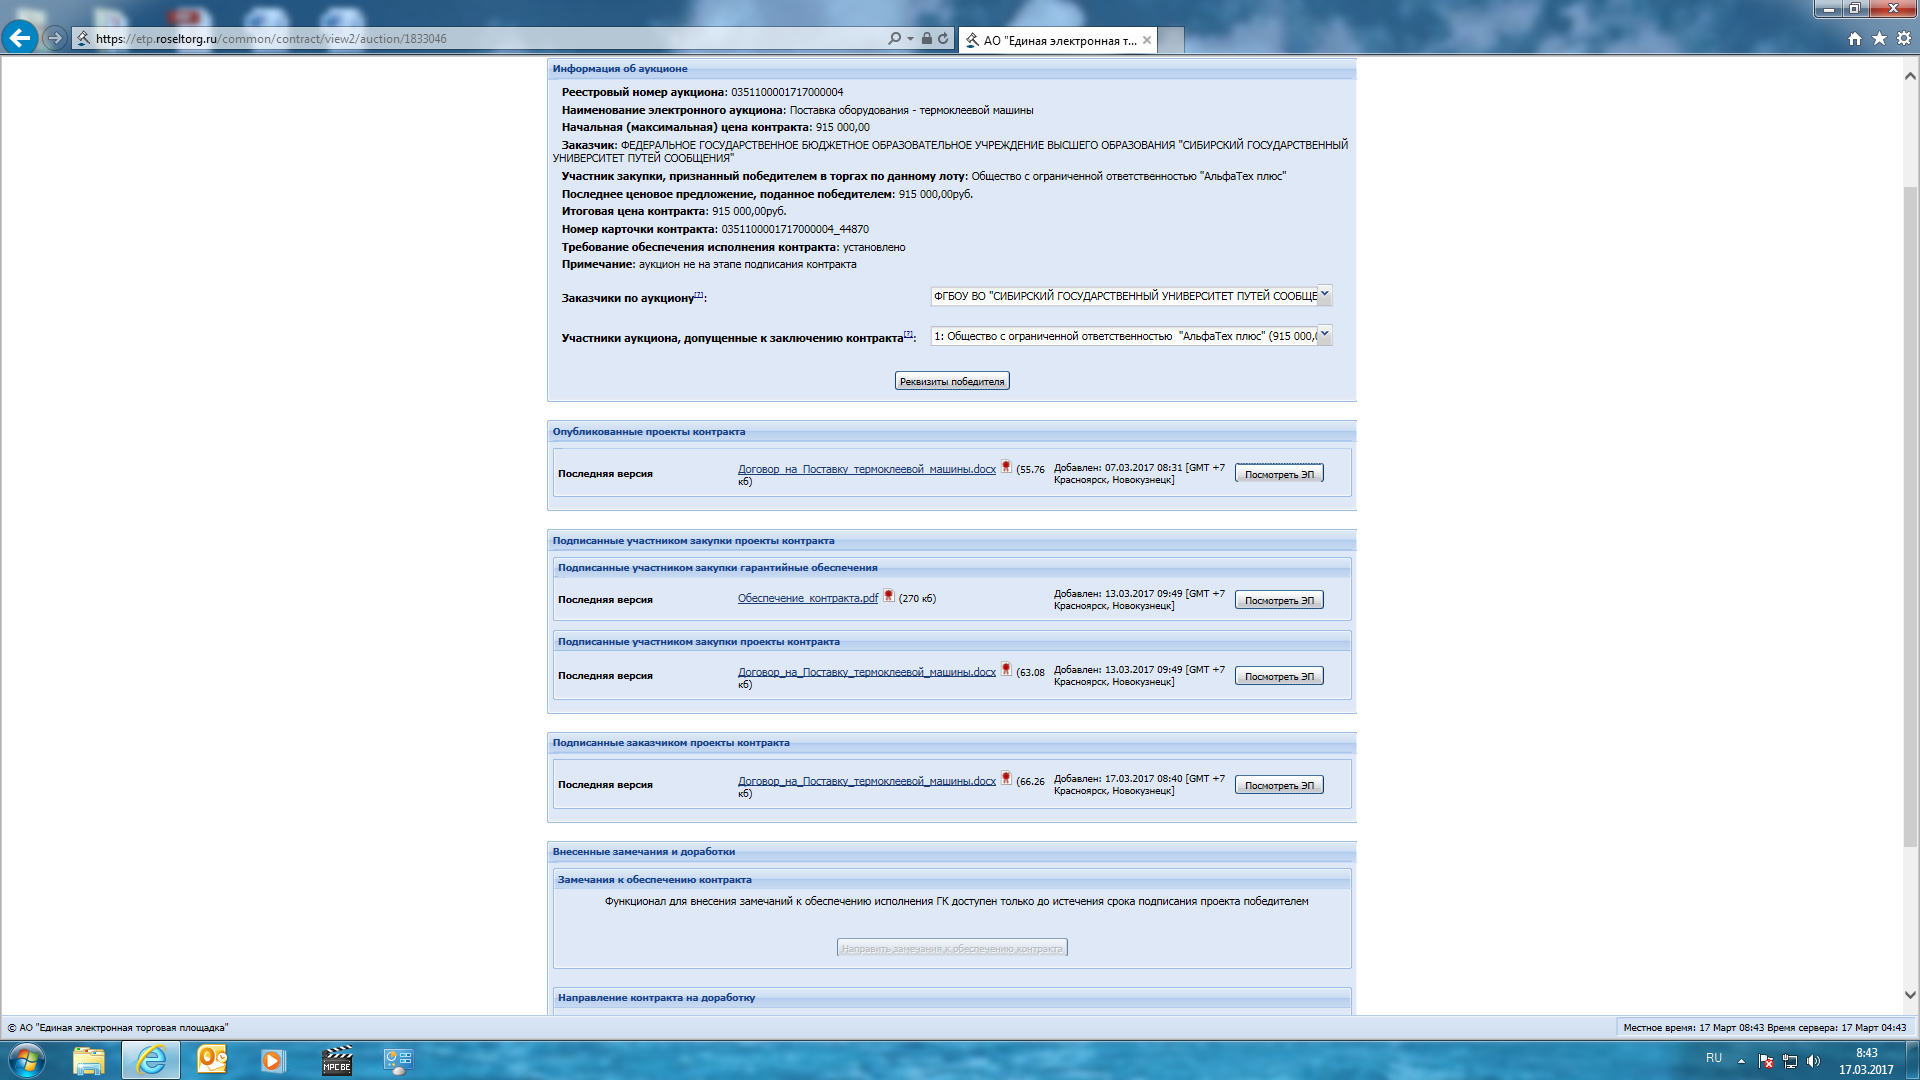 https://etp.roseltorg.ru/common/contract/view2/auction/1833046
АО "Единая электронная т...
Информация об аукционе
Реестровый номер аукциона: 0351100001717000004
Наименование электронного аукциона: Поставка оборудования - термоклеевой машины
Начальная (максимальная) цена контракта: 915 000,00
Заказчик: ФЕДЕРАЛЬНОЕ ГОСУДАРСТВЕННОЕ БЮДЖЕТНОЕ ОБРАЗОВАТЕЛЬНОЕ УЧРЕЖДЕНИЕ ВЫСШЕГО ОБРАЗОВАНИЯ "СИБИРСКИЙ ГОСУДАРСТВЕННЫЙ
УНИВЕРСИТЕТ ПУТЕЙ СООБЩЕНИЯ"
Участник закупки, признанный победителем в торгах по данному лоту: Общество с ограниченной ответственностью "АльфаТех плюс"
Последнее ценовое предложение, поданное победителем: 915 000,00руб.
Итоговая цена контракта: 915 000,00руб.
Номер карточки контракта: 0351100001717000004_44870
Требование обеспечения исполнения контракта: установлено
Примечание: аукцион не на этапе подписания контракта
Заказчики по аукциону[?]: ФГБОУ ВО "СИБИРСКИЙ ГОСУДАРСТВЕННЫЙ УНИВЕРСИТЕТ ПУТЕЙ СООБЩЕ
Участники аукциона, допущенные к заключению контракта[?]: 1: Общество с ограниченной ответственностью "АльфаТех плюс" (915 000,
Реквизиты победителя
Опубликованные проекты контракта
Последняя версия
Договор_на_Поставку_термоклеевой_машины.docx (55.76
кб)
Добавлен: 07.03.2017 08:31 [GMT +7
Красноярск, Новокузнецк]
Посмотреть ЭП
Подписанные участником закупки проекты контракта
Подписанные участником закупки гарантийные обеспечения
Последняя версия
Обеспечение_контракта.pdf (270 кб)
Добавлен: 13.03.2017 09:49 [GMT +7
Красноярск, Новокузнецк]
Посмотреть ЭП
Подписанные участником закупки проекты контракта
Последняя версия
Договор_на_Поставку_термоклеевой_машины.docx (63.08
кб)
Добавлен: 13.03.2017 09:49 [GMT +7
Красноярск, Новокузнецк]
Посмотреть ЭП
Подписанные заказчиком проекты контракта
Последняя версия
Договор_на_Поставку_термоклеевой_машины.docx (66.26
кб)
Добавлен: 17.03.2017 08:40 [GMT +7
Красноярск, Новокузнецк]
Посмотреть ЭП
Внесенные замечания и доработки
Замечания к обеспечению контракта
Функционал для внесения замечаний к обеспечению исполнения ГК доступен только до истечения срока подписания проекта победителем
Направить замечания к обеспечению контракта
Направление контракта на доработку
© АО "Единая электронная торговая площадка"
Местное время: 17 Март 08:43 Время сервера: 17 Март 04:43
MPC BE
RU
8:43
17.03.2017